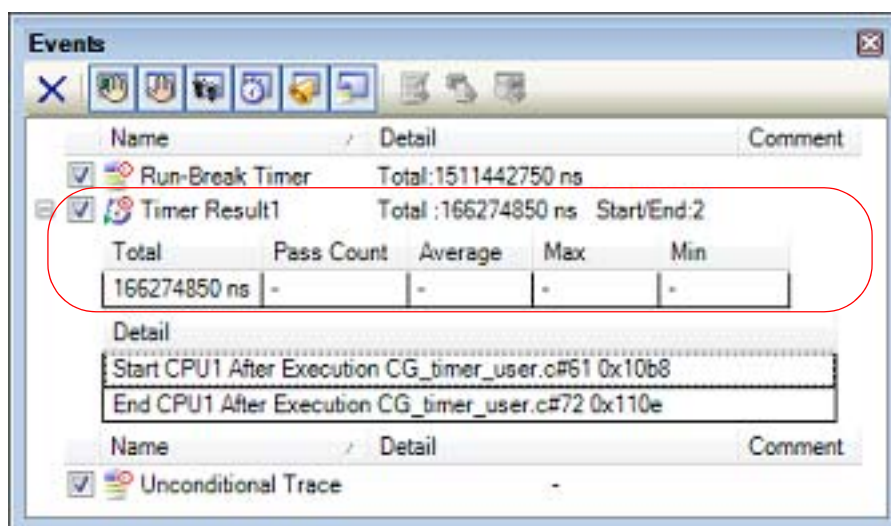 Events
Name / Detail Comment
Run-Break Timer Total:1511442750 ns
Timer Result1 Total :166274850 ns Start/End:2
Total Pass Count Average Max Min
166274850 ns - - - -
Detail
Start CPU1 After Execution CG_timer_user.c#61 0x10b8
End CPU1 After Execution CG_timer_user.c#72 0x110e
Name / Detail Comment
Unconditional Trace -